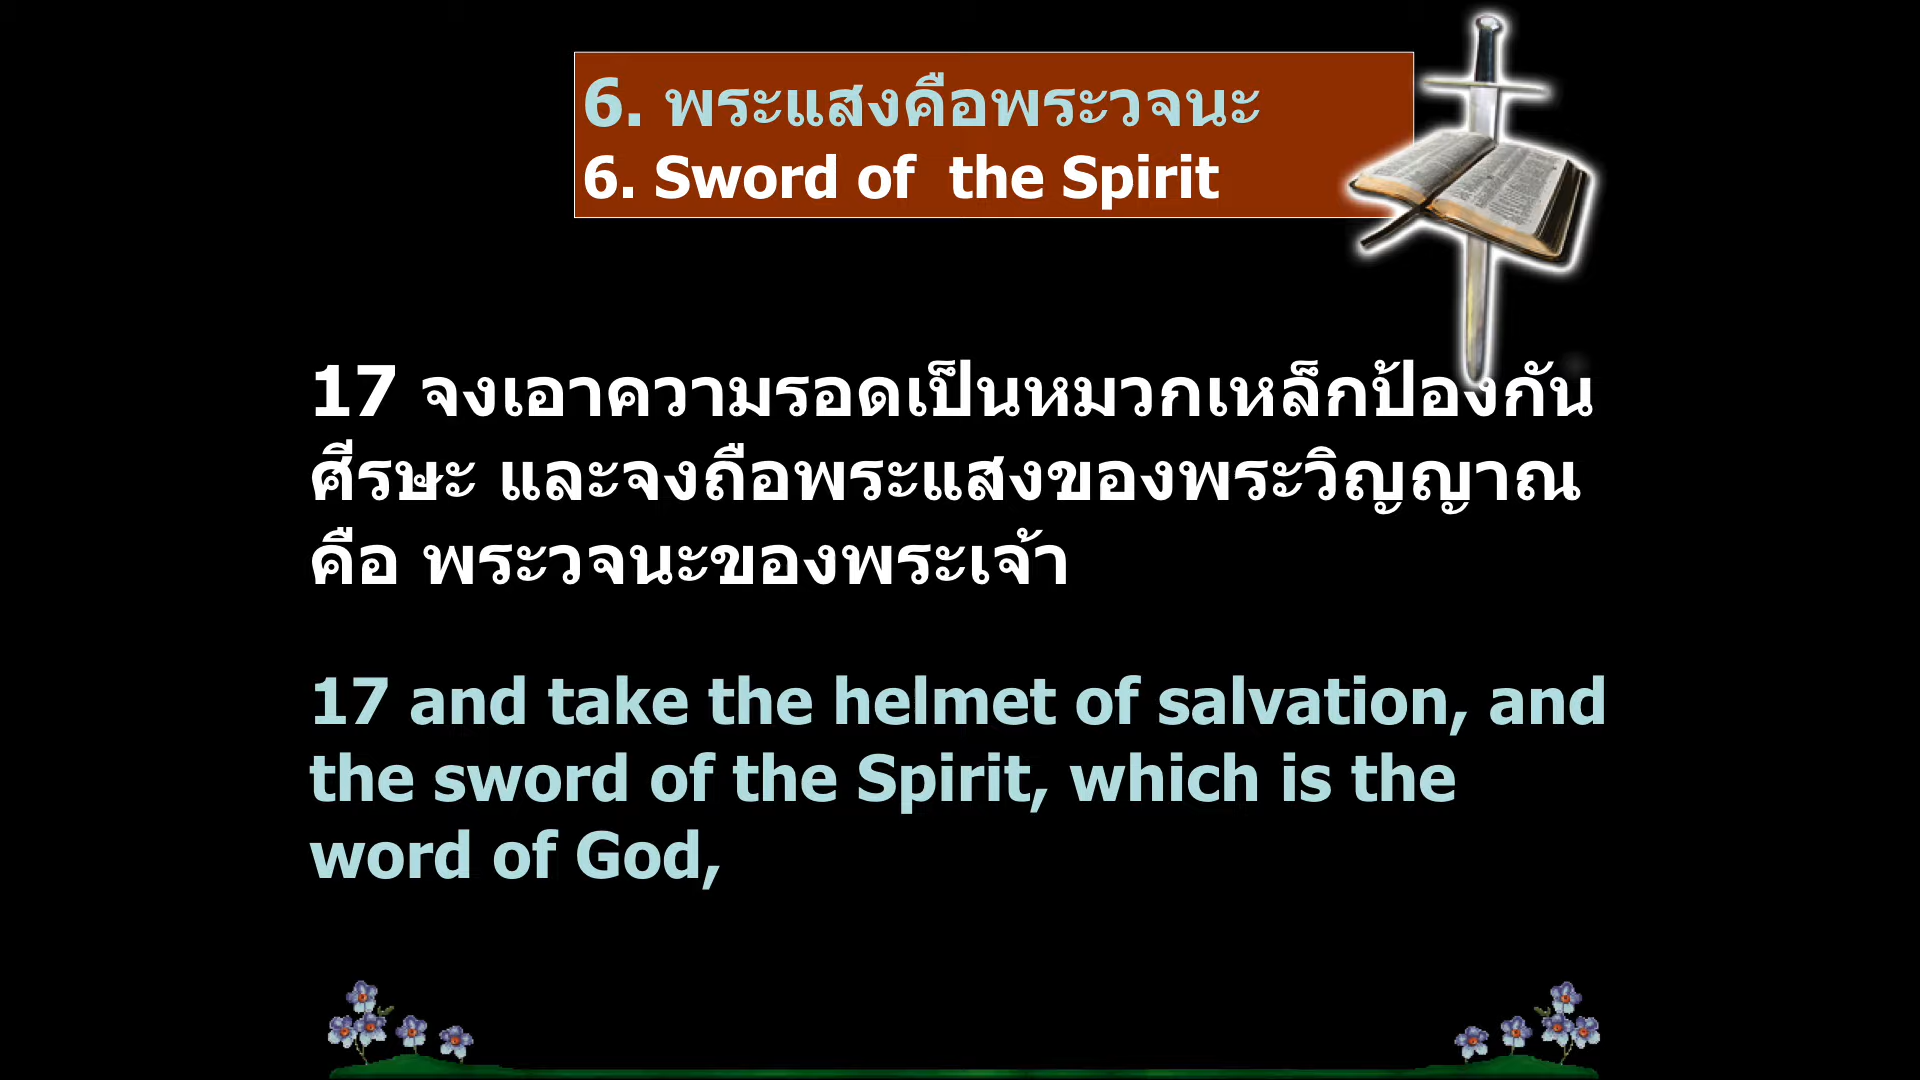 6. พระแสงคือพระวจนะ
6. Sword of  the Spirit
17 จงเอาความรอดเป็นหมวกเหล็กป้องกัน
ศีรษะ และจงถือพระแสงของพระวิญญาณ
คือ พระวจนะของพระเจ้า
17 and take the helmet of salvation, and
the sword of the Spirit, which is the
word of God,